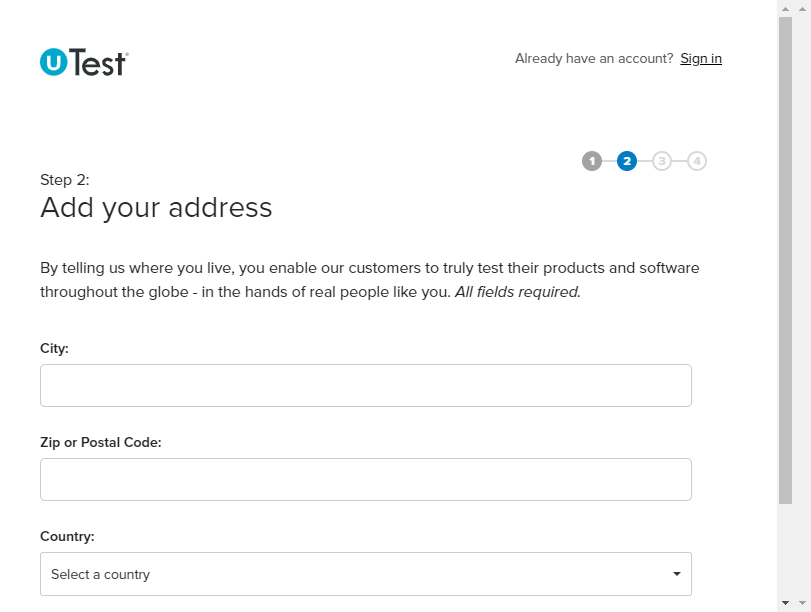 uTest
Already have an account? Sign in
1 2 3 4
Step 2:
Add your address
By telling us where you live, you enable our customers to truly test their products and software
throughout the globe - in the hands of real people like you. All fields required.
City:
Zip or Postal Code:
Country:
Select a country